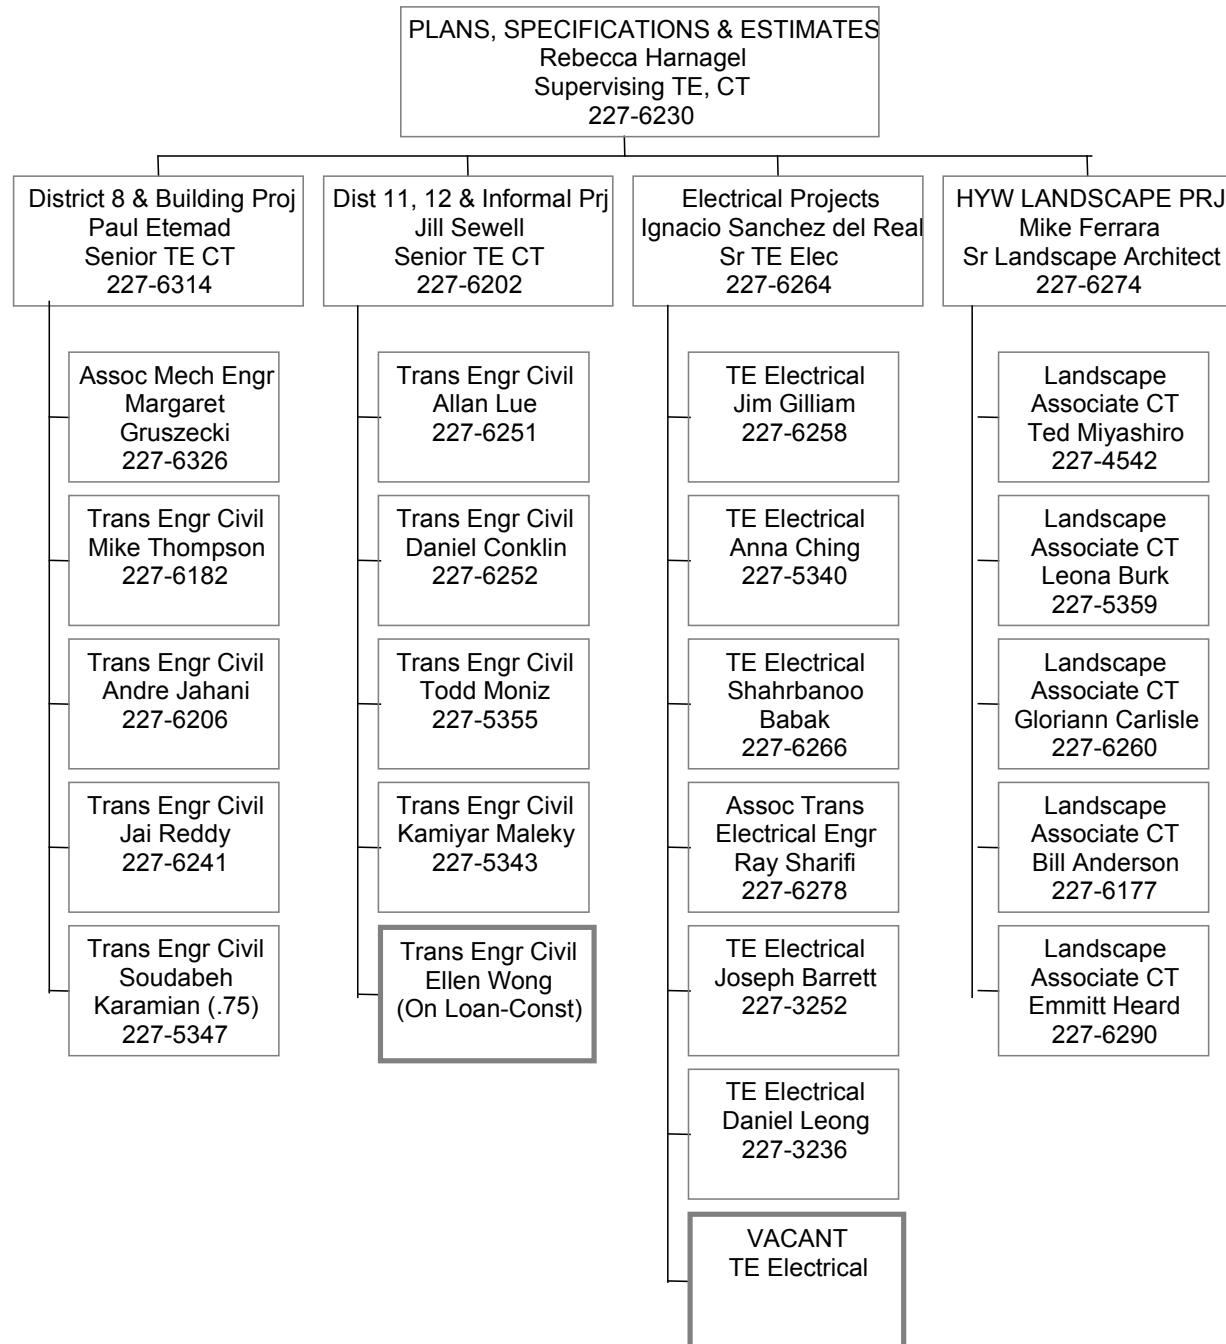 PLANS, SPECIFICATIONS & ESTIMATES
Rebecca Harnagel
Supervising TE, CT
227-6230
District 8 & Building Proj
Paul Etemad
Senior TE CT
227-6314
Dist 11, 12 & Informal Prj
Jill Sewell
Senior TE CT
227-6202
Electrical Projects
Ignacio Sanchez del Real
Sr TE Elec
227-6264
HYW LANDSCAPE PRJ
Mike Ferrara
Sr Landscape Architect
227-6274
Assoc Mech Engr
Margaret
Gruszecki
227-6326
Trans Engr Civil
Mike Thompson
227-6182
Trans Engr Civil
Andre Jahani
227-6206
Trans Engr Civil
Jai Reddy
227-6241
Trans Engr Civil
Soudabeh
Karamian (.75)
227-5347
Trans Engr Civil
Allan Lue
227-6251
Trans Engr Civil
Daniel Conklin
227-6252
Trans Engr Civil
Todd Moniz
227-5355
Trans Engr Civil
Kamiyar Maleky
227-5343
Trans Engr Civil
Ellen Wong
(On Loan-Const)
TE Electrical
Jim Gilliam
227-6258
TE Electrical
Anna Ching
227-5340
TE Electrical
Shahrbanoo
Babak
227-6266
Assoc Trans
Electrical Engr
Ray Sharifi
227-6278
TE Electrical
Joseph Barrett
227-3252
TE Electrical
Daniel Leong
227-3236
VACANT
TE Electrical
Landscape
Associate CT
Ted Miyashiro
227-4542
Landscape
Associate CT
Leona Burk
227-5359
Landscape
Associate CT
Gloriann Carlisle
227-6260
Landscape
Associate CT
Bill Anderson
227-6177
Landscape
Associate CT
Emmitt Heard
227-6290